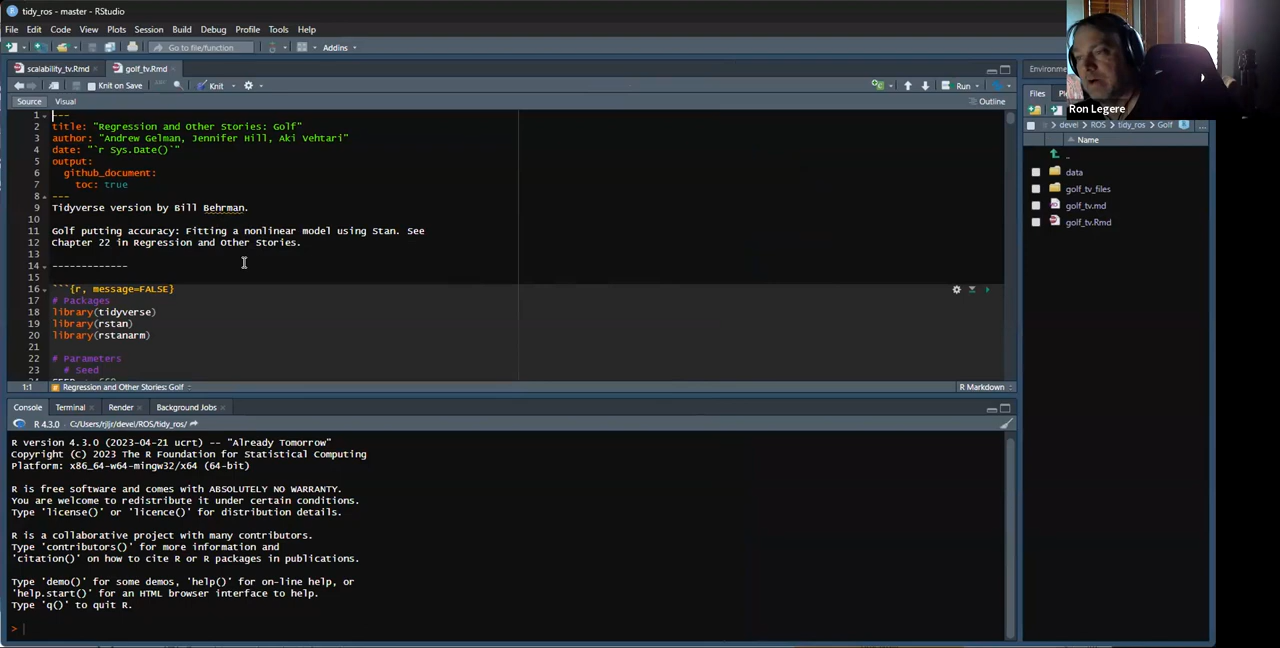 tidy_ros - master - RStudio
File Edit Code View Plots Session Build Debug Profile Tools Help
Go to file/function Addins
scalability_tv.Rmd golf_tv.Rmd
Knit on Save Knit Run
Source Visual Outline
1 ---
2 title: "Regression and Other Stories: Golf"
3 author: "Andrew Gelman, Jennifer Hill, Aki Vehtari"
4 date: "`r Sys.Date()`"
5 output:
6 github_document:
7 toc: true
8 ---
9 Tidyverse version by Bill Behrman.
10
11 Golf putting accuracy: Fitting a nonlinear model using Stan. See
12 Chapter 22 in Regression and Other Stories.
13
14 -------------
15
16 ```{r, message=FALSE}
17 # Packages
18 library(tidyverse)
19 library(rstan)
20 library(rstanarm)
21
22 # Parameters
23 # Seed
1:1 Regression and Other Stories: Golf R Markdown
Console Terminal Render Background Jobs
R 4.3.0 · C:/Users/rjljr/devel/ROS/tidy_ros/
R version 4.3.0 (2023-04-21 ucrt) -- "Already Tomorrow"
Copyright (C) 2023 The R Foundation for Statistical Computing
Platform: x86_64-w64-mingw32/x64 (64-bit)
R is free software and comes with ABSOLUTELY NO WARRANTY.
You are welcome to redistribute it under certain conditions.
Type 'license()' or 'licence()' for distribution details.
R is a collaborative project with many contributors.
Type 'contributors()' for more information and
'citation()' on how to cite R or R packages in publications.
Type 'demo()' for some demos, 'help()' for on-line help, or
'help.start()' for an HTML browser interface to help.
Type 'q()' to quit R.
>
Ron Legere
Files
devel ROS tidy_ros Golf ...
Name
..
data
golf_tv_files
golf_tv.md
golf_tv.Rmd